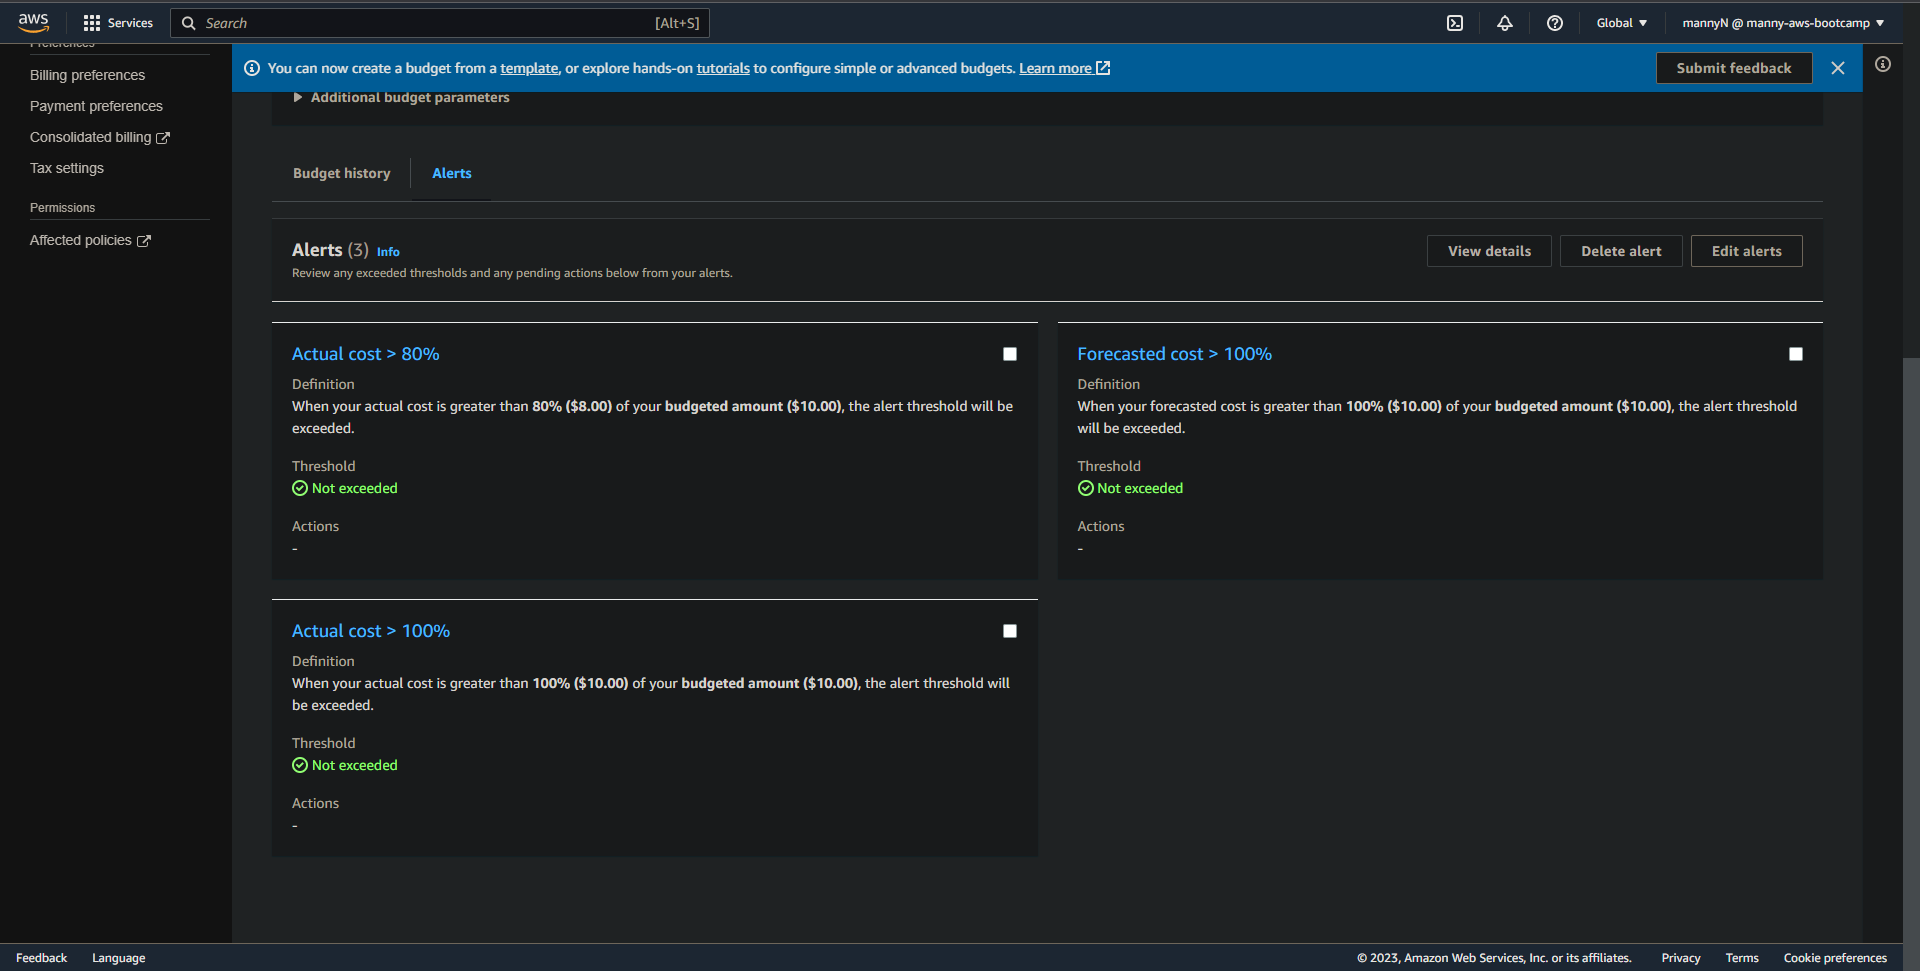 aws
Services
Search
[Alt+S]
Global
mannyN @ manny-aws-bootcamp
Preferences
Billing preferences
Payment preferences
Consolidated billing
Tax settings
Permissions
Affected policies
You can now create a budget from a template, or explore hands-on tutorials to configure simple or advanced budgets. Learn more
Submit feedback
Additional budget parameters
Budget history
Alerts
Alerts (3) Info
Review any exceeded thresholds and any pending actions below from your alerts.
View details
Delete alert
Edit alerts
Actual cost > 80%
Definition
When your actual cost is greater than 80% ($8.00) of your budgeted amount ($10.00), the alert threshold will be
exceeded.
Threshold
Not exceeded
Actions
-
Forecasted cost > 100%
Definition
When your forecasted cost is greater than 100% ($10.00) of your budgeted amount ($10.00), the alert threshold
will be exceeded.
Threshold
Not exceeded
Actions
-
Actual cost > 100%
Definition
When your actual cost is greater than 100% ($10.00) of your budgeted amount ($10.00), the alert threshold will
be exceeded.
Threshold
Not exceeded
Actions
-
Feedback
Language
© 2023, Amazon Web Services, Inc. or its affiliates.
Privacy
Terms
Cookie preferences